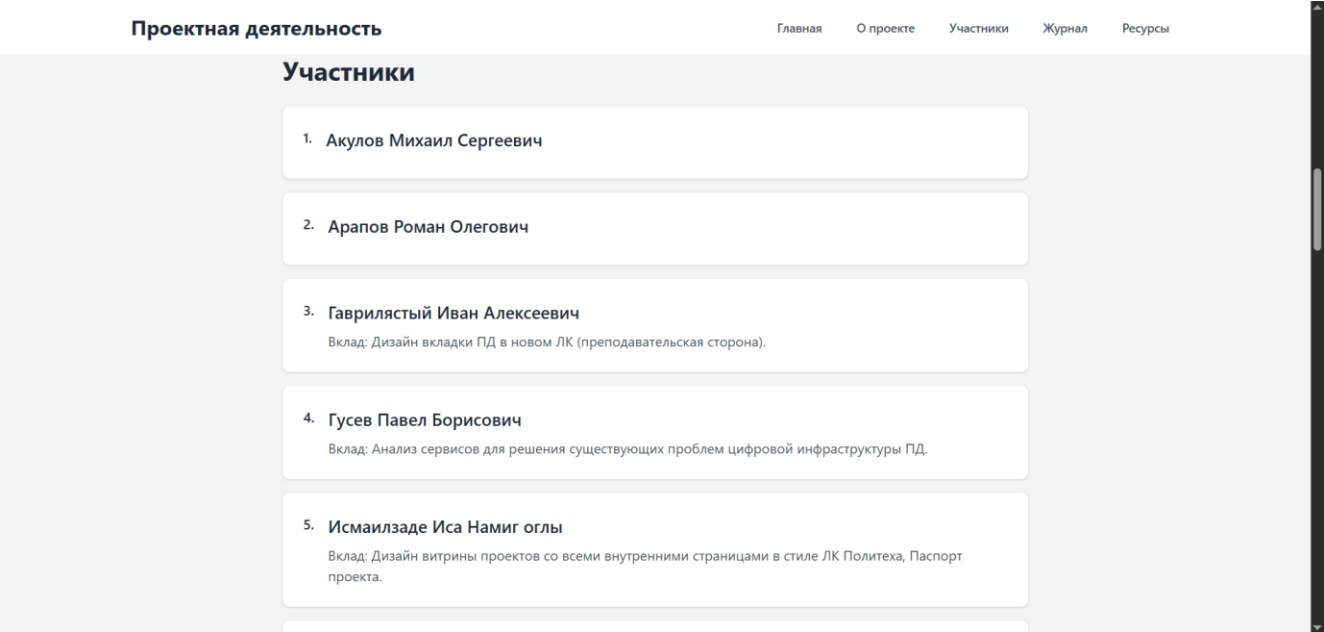 Проектная деятельность
Главная О проекте Участники Журнал Ресурсы
Участники
1. Акулов Михаил Сергеевич
2. Арапов Роман Олегович
3. Гаврилястый Иван Алексеевич
Вклад: Дизайн вкладки ПД в новом ЛК (преподавательская сторона).
4. Гусев Павел Борисович
Вклад: Анализ сервисов для решения существующих проблем цифровой инфраструктуры ПД.
5. Исмаилзаде Иса Намиг оглы
Вклад: Дизайн витрины проектов со всеми внутренними страницами в стиле ЛК Политеха, Паспорт
проекта.